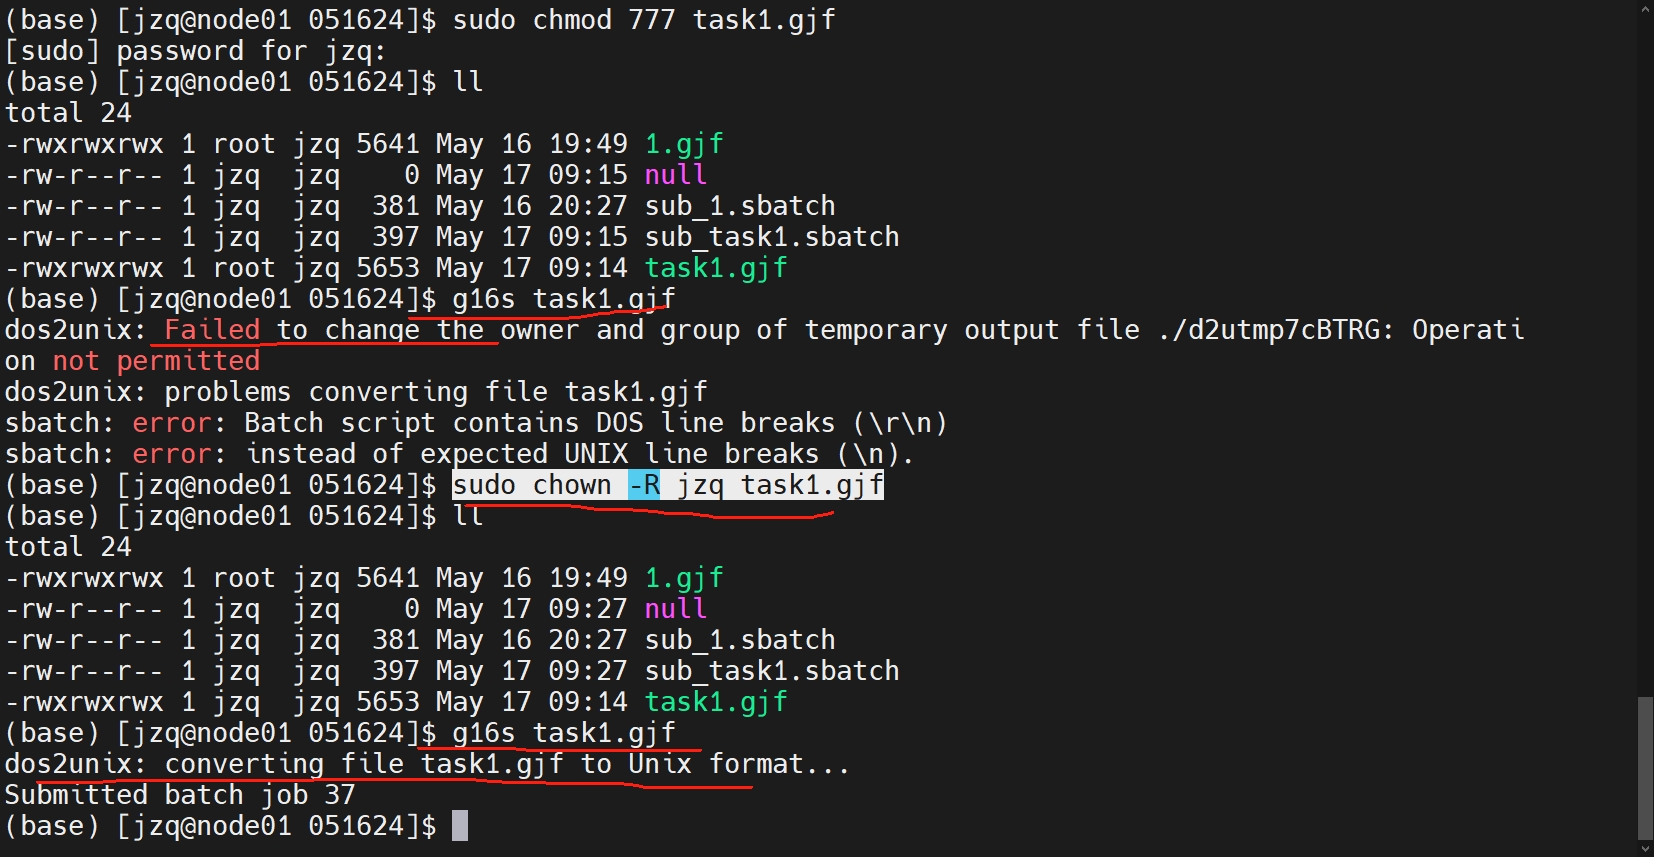 (base) [jzq@node01 051624]$ sudo chmod 777 task1.gjf
[sudo] password for jzq:
(base) [jzq@node01 051624]$ ll
total 24
-rwxrwxrwx 1 root jzq 5641 May 16 19:49 1.gjf
-rw-r--r-- 1 jzq  jzq    0 May 17 09:15 null
-rw-r--r-- 1 jzq  jzq  381 May 16 20:27 sub_1.sbatch
-rw-r--r-- 1 jzq  jzq  397 May 17 09:15 sub_task1.sbatch
-rwxrwxrwx 1 root jzq 5653 May 17 09:14 task1.gjf
(base) [jzq@node01 051624]$ g16s task1.gjf
dos2unix: Failed to change the owner and group of temporary output file ./d2utmp7cBTRG: Operati
on not permitted
dos2unix: problems converting file task1.gjf
sbatch: error: Batch script contains DOS line breaks (\r\n)
sbatch: error: instead of expected UNIX line breaks (\n).
(base) [jzq@node01 051624]$ sudo chown -R jzq task1.gjf
(base) [jzq@node01 051624]$ ll
total 24
-rwxrwxrwx 1 root jzq 5641 May 16 19:49 1.gjf
-rw-r--r-- 1 jzq  jzq    0 May 17 09:27 null
-rw-r--r-- 1 jzq  jzq  381 May 16 20:27 sub_1.sbatch
-rw-r--r-- 1 jzq  jzq  397 May 17 09:27 sub_task1.sbatch
-rwxrwxrwx 1 jzq  jzq 5653 May 17 09:14 task1.gjf
(base) [jzq@node01 051624]$ g16s task1.gjf
dos2unix: converting file task1.gjf to Unix format...
Submitted batch job 37
(base) [jzq@node01 051624]$